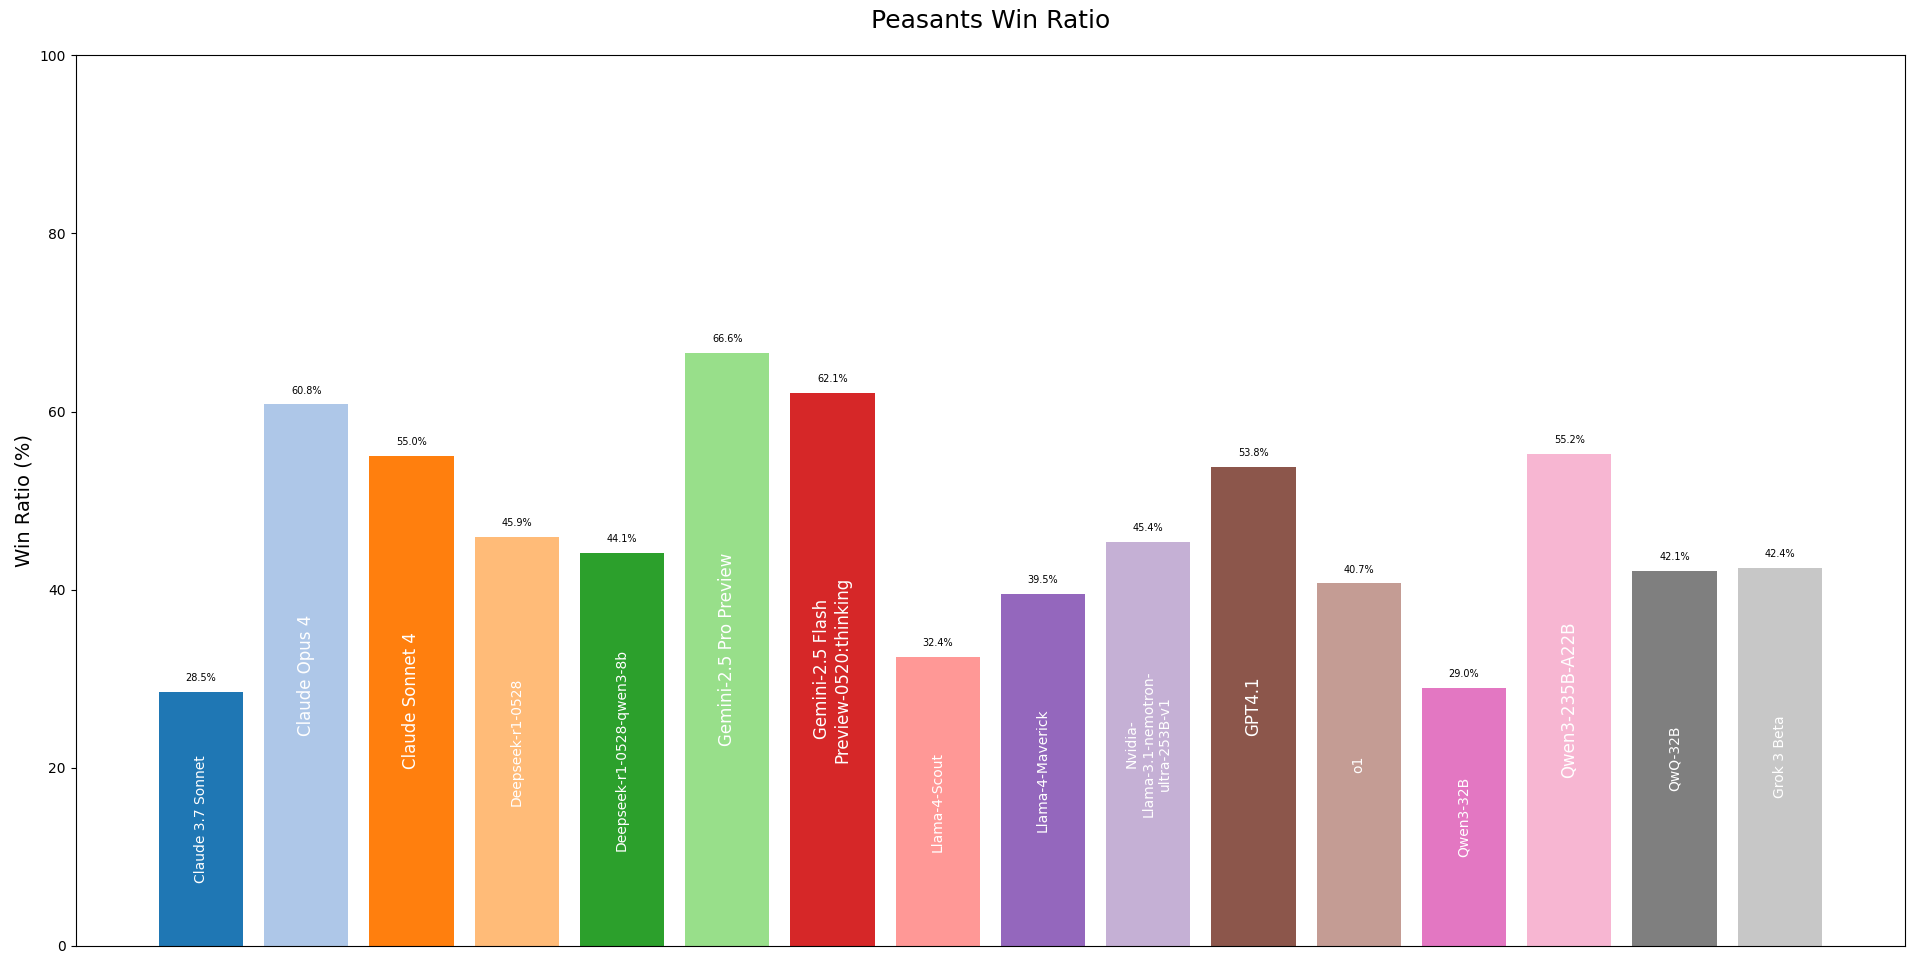 Peasants Win Ratio
Win Ratio (%)
100
80
60
40
20
0
28.5%
Claude 3.7 Sonnet
60.8%
Claude Opus 4
55.0%
Claude Sonnet 4
45.9%
Deepseek-r1-0528
44.1%
Deepseek-r1-0528-qwen3-8b
66.6%
Gemini-2.5 Pro Preview
62.1%
Gemini-2.5 Flash
Preview-0520:thinking
32.4%
Llama-4-Scout
39.5%
Llama-4-Maverick
45.4%
Nvidia-
Llama-3.1-nemotron-
ultra-253B-v1
53.8%
GPT4.1
40.7%
o1
29.0%
Qwen3-32B
55.2%
Qwen3-235B-A22B
42.1%
QwQ-32B
42.4%
Grok 3 Beta